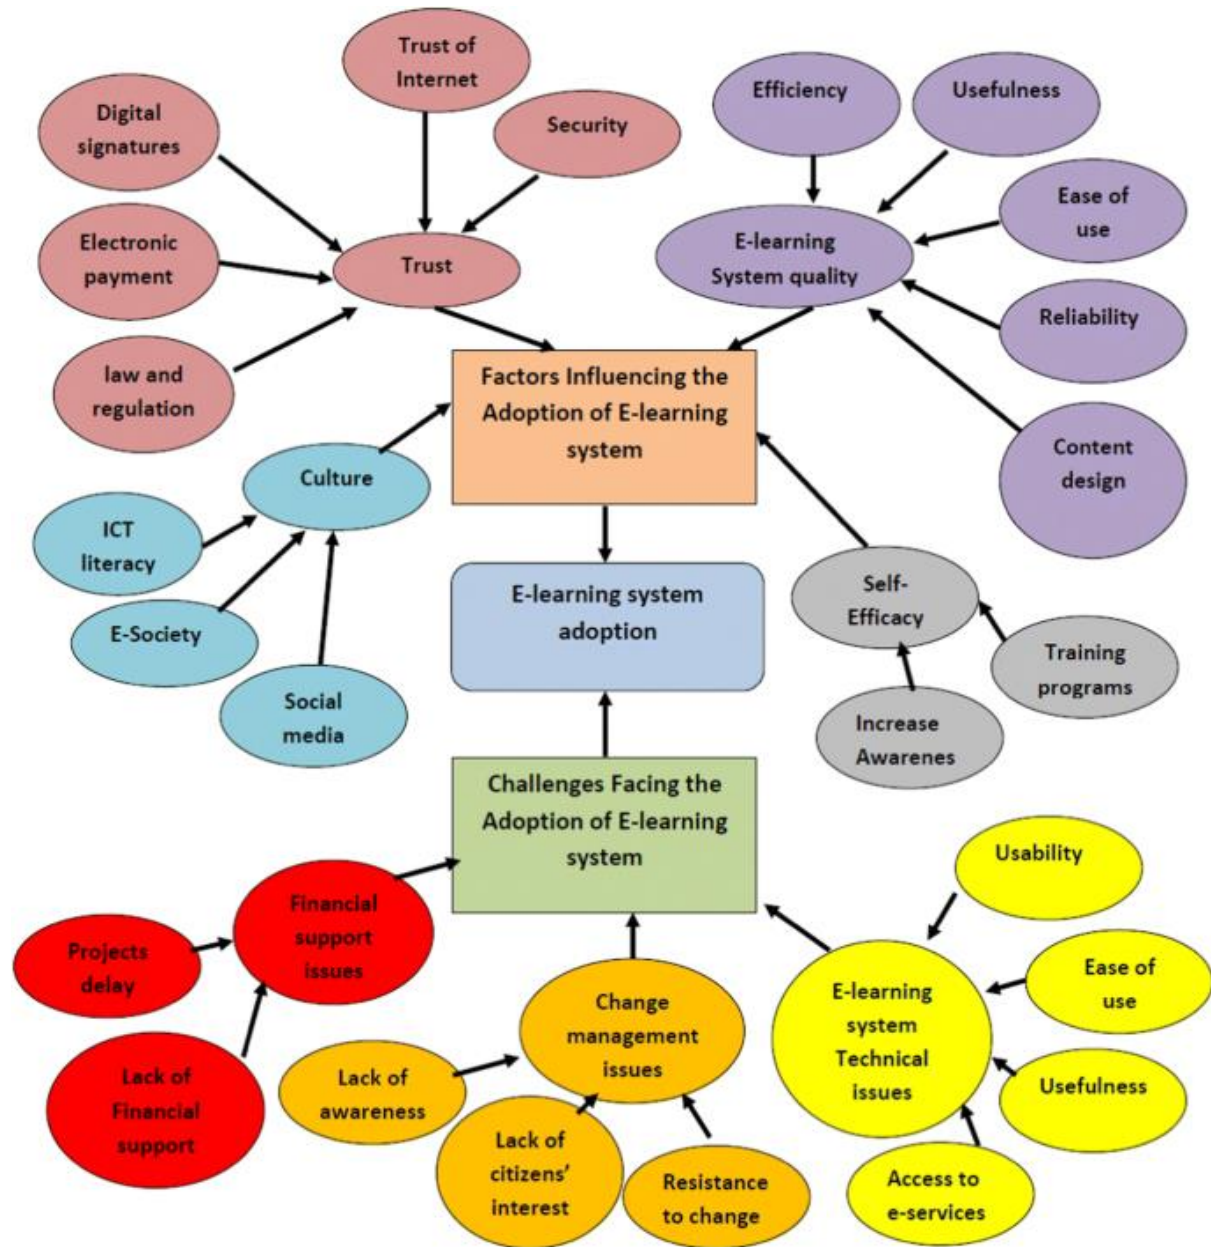 Trust of
Internet
Efficiency
Usefulness
Digital
signatures
Security
Ease of
use
Electronic
payment
Trust
E-learning
System quality
Reliability
law and
regulation
Factors Influencing the
Adoption of E-learning
system
Content
design
Culture
ICT
literacy
E-Society
Social
media
E-learning system
adoption
Self-
Efficacy
Training
programs
Increase
Awarenes
Challenges Facing the
Adoption of E-learning
system
Usability
Financial
support
issues
Projects
delay
Ease of
use
Change
management
issues
E-learning
system
Technical
issues
Lack of
Financial
support
Lack of
awareness
Usefulness
Lack of
citizens’
interest
Resistance
to change
Access to
e-services